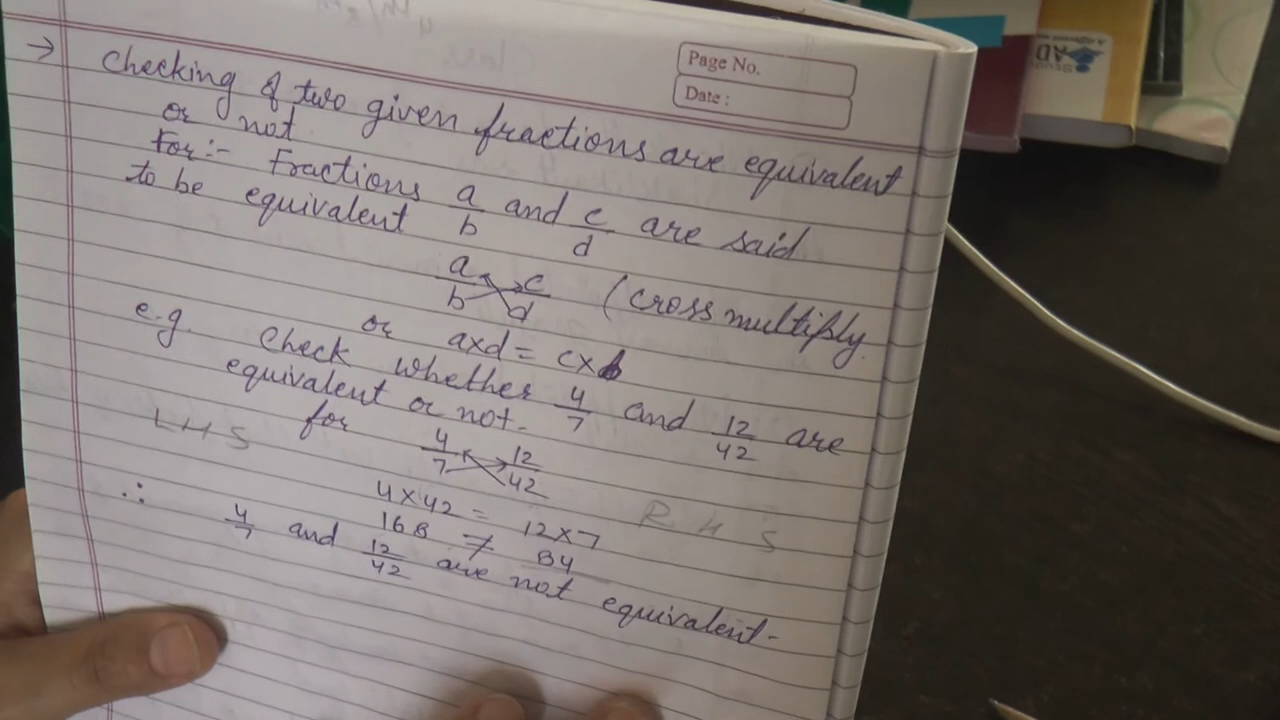 Page No.
Date :
→ Checking of two given fractions are equivalent
or not
For:- Fractions a/b and c/d are said
to be equivalent
a/b c/d (cross multiply
or a×d = c×b
e.g. Check whether 4/7 and 12/42 are
equivalent or not.
for 4/7 12/42
LHS RHS
4×42 = 12×7
168 ≠ 84
∴ 4/7 and 12/42 are not equivalent.